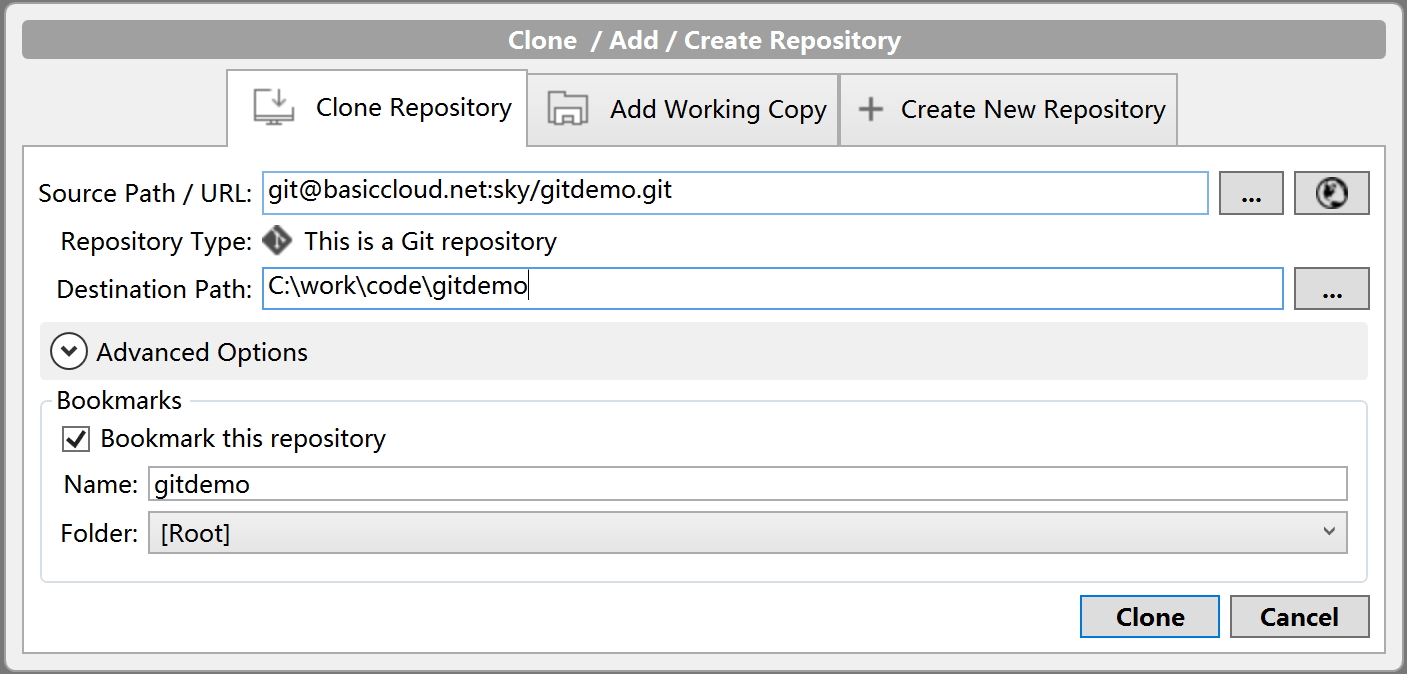 Clone / Add / Create Repository
Clone Repository
Add Working Copy
Create New Repository
Source Path / URL: git@basiccloud.net:sky/gitdemo.git ...
Repository Type: This is a Git repository
Destination Path: C:\work\code\gitdemo ...
Advanced Options
Bookmarks
Bookmark this repository
Name: gitdemo
Folder: [Root]
Clone Cancel